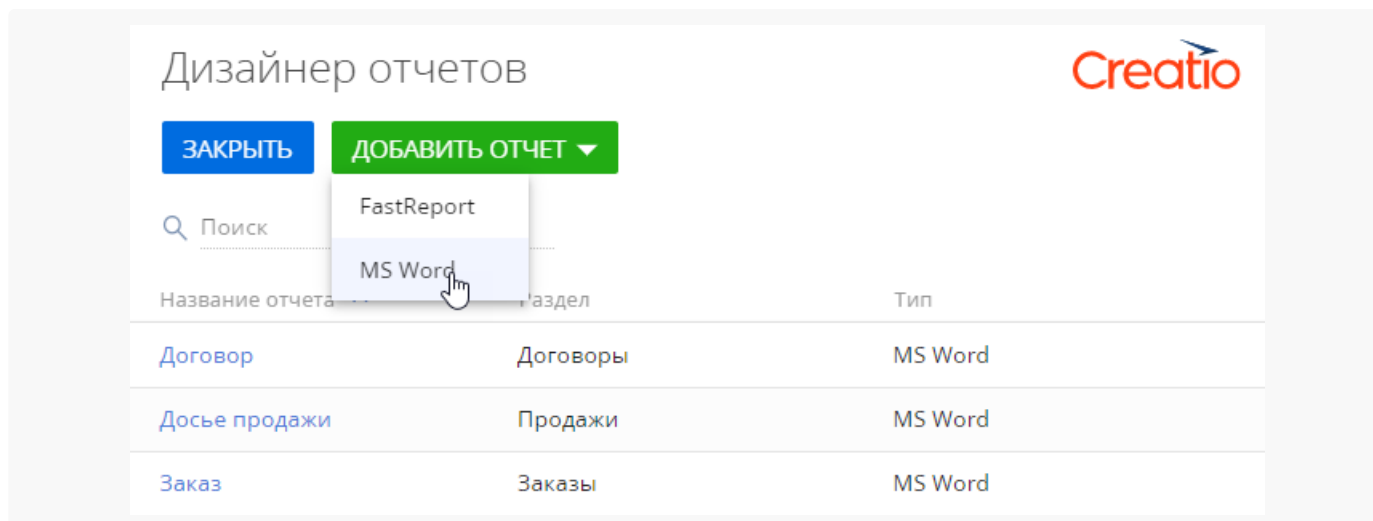 Дизайнер отчетов
Creatio
ЗАКРЫТЬ
ДОБАВИТЬ ОТЧЕТ
FastReport
Поиск
MS Word
Название отчета
Раздел
Тип
Договор
Договоры
MS Word
Досье продажи
Продажи
MS Word
Заказ
Заказы
MS Word